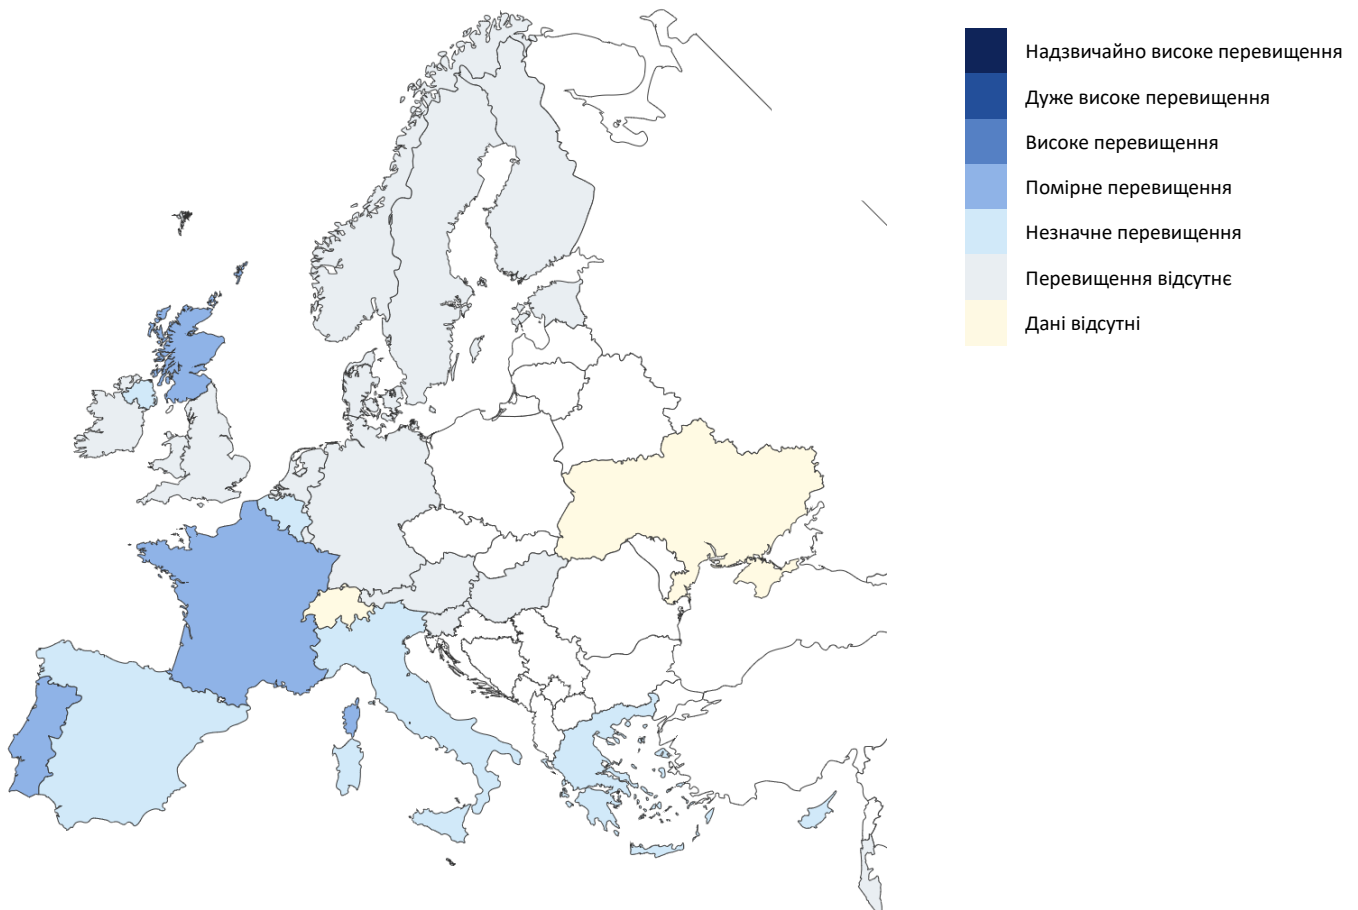 Надзвичайно високе перевищення
Дуже високе перевищення
Високе перевищення
Помірне перевищення
Незначне перевищення
Перевищення відсутнє
Дані відсутні